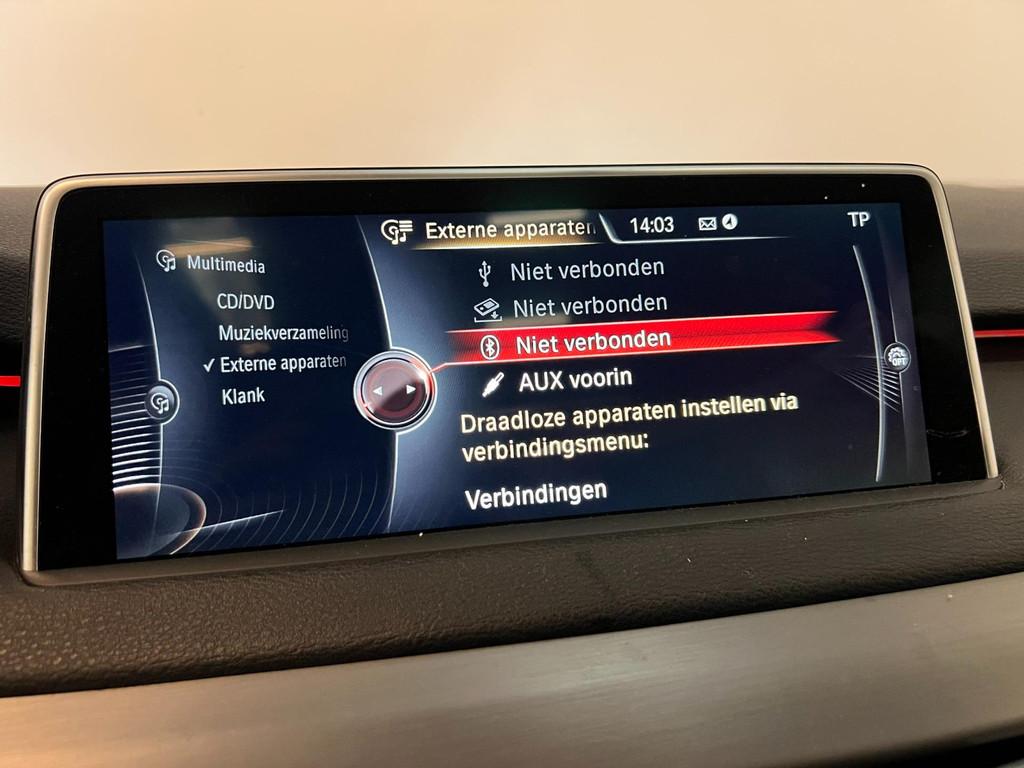 Multimedia
CD/DVD
Muziekverzameling
✓ Externe apparaten
Klank
Externe apparaten
14:03
TP
Niet verbonden
Niet verbonden
Niet verbonden
AUX voorin
Draadloze apparaten instellen via
verbindingsmenu:
Verbindingen
OPT